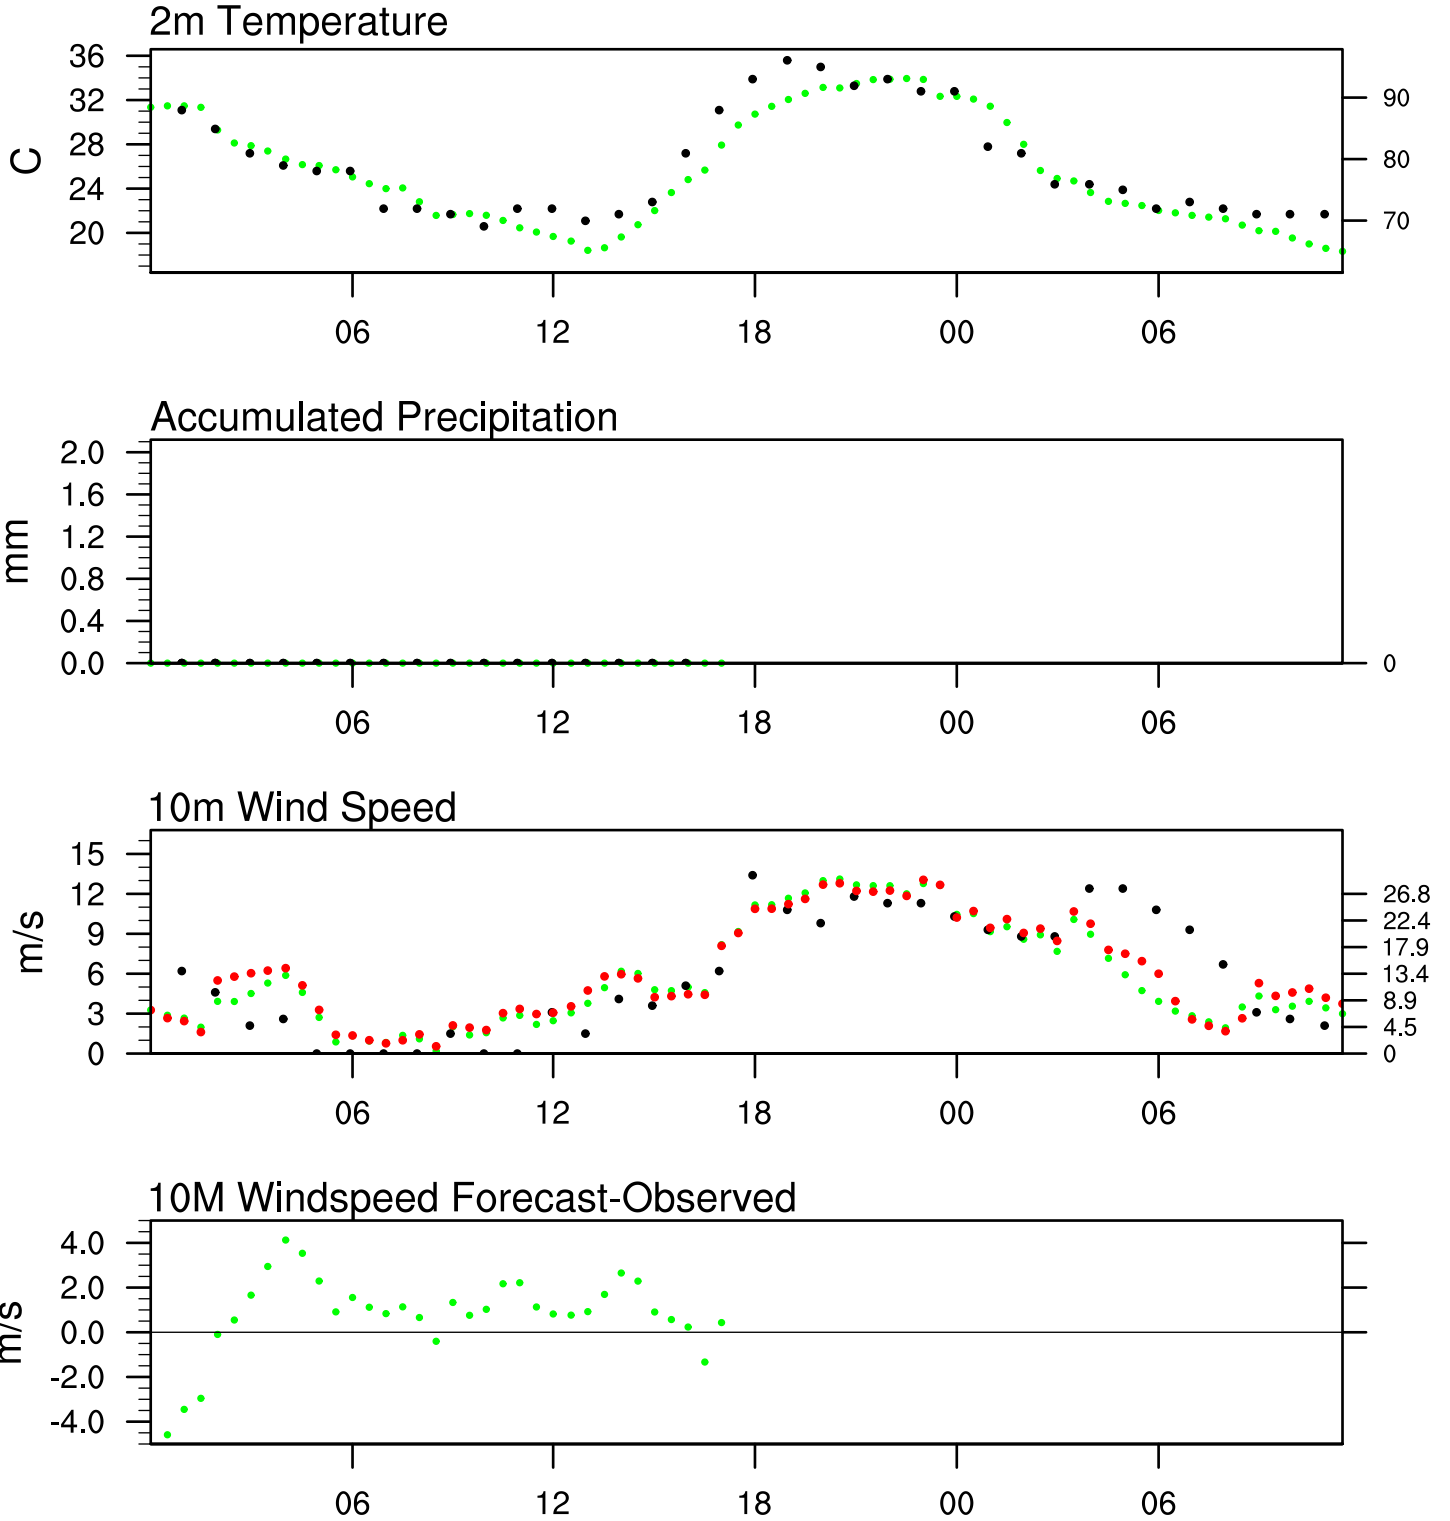 2m Temperature
36
32
28
24
20
C
90
80
70
06 12 18 00 06
Accumulated Precipitation
2.0
1.6
1.2
0.8
0.4
0.0
mm
0
06 12 18 00 06
10m Wind Speed
15
12
9
6
3
0
m/s
26.8
22.4
17.9
13.4
8.9
4.5
0
06 12 18 00 06
10M Windspeed Forecast-Observed
4.0
2.0
0.0
-2.0
-4.0
m/s
06 12 18 00 06